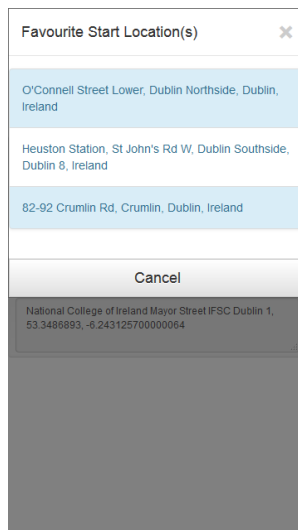 Favourite Start Location(s)
×
O'Connell Street Lower, Dublin Northside, Dublin,
Ireland
Heuston Station, St John's Rd W, Dublin Southside,
Dublin 8, Ireland
82-92 Crumlin Rd, Crumlin, Dublin, Ireland
Cancel
National College of Ireland Mayor Street IFSC Dublin 1,
53.3486893, -6.243125700000064